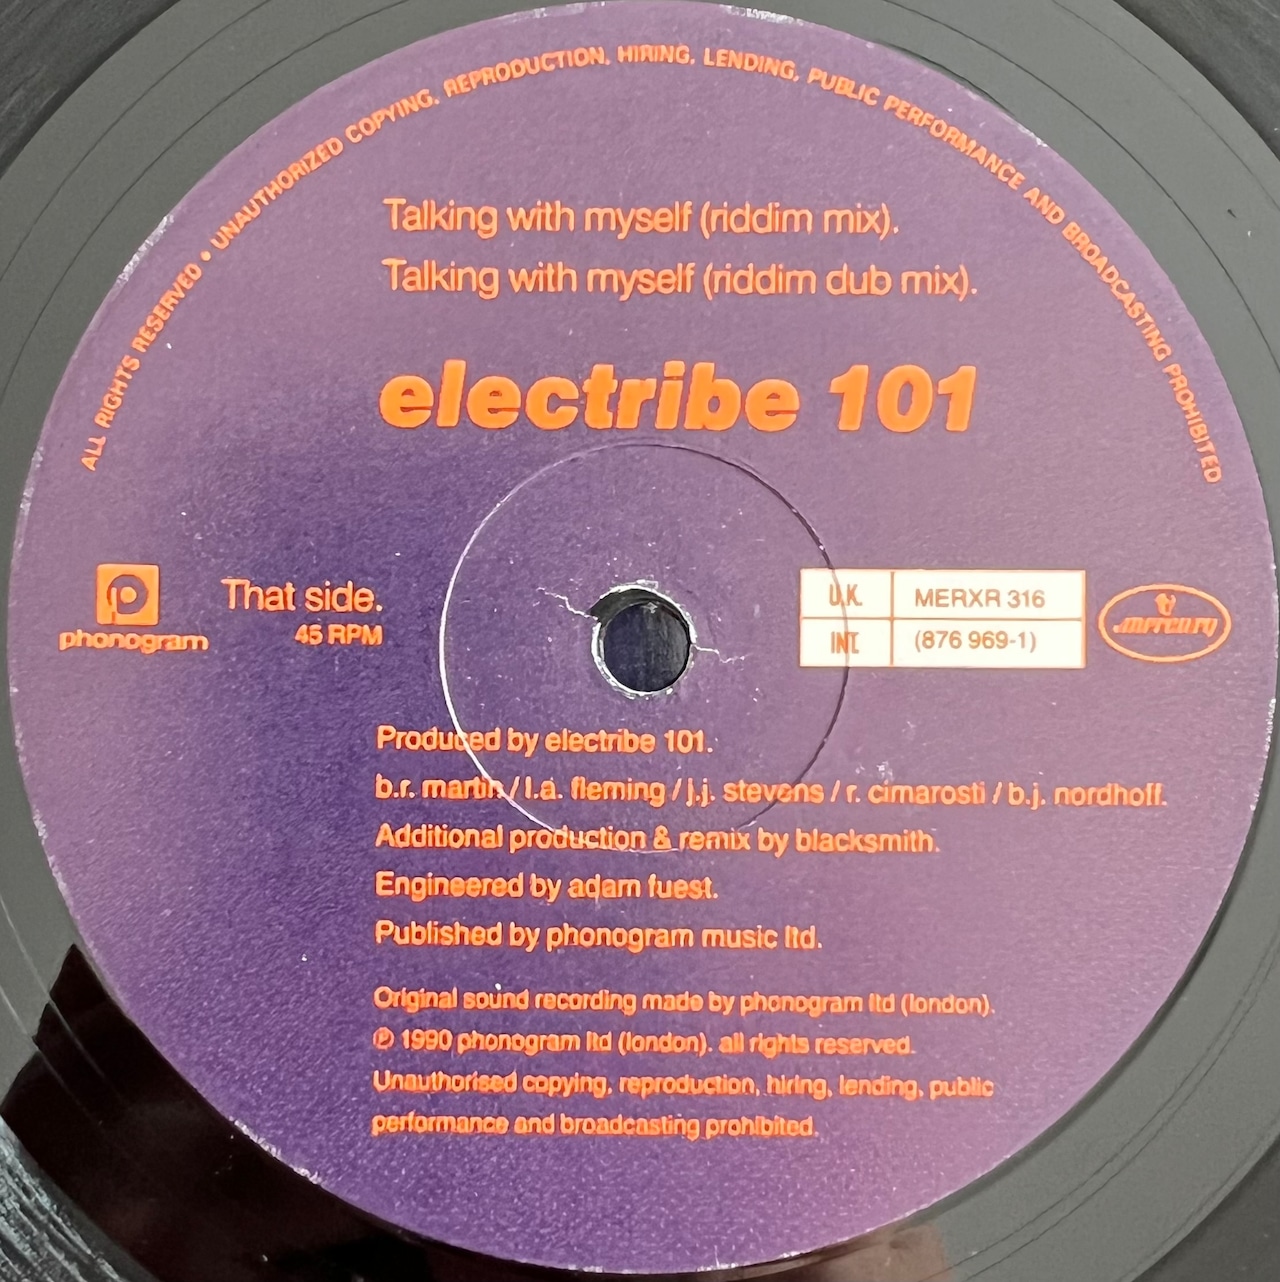 ALL RIGHTS RESERVED • UNAUTHORIZED COPYING, REPRODUCTION, HIRING, LENDING, PUBLIC PERFORMANCE AND BROADCASTING PROHIBITED
Talking with myself (riddim mix).
Talking with myself (riddim dub mix).
electribe 101
phonogram
That side.
45 RPM
U.K. MERXR 316
INT. (876 969-1)
mercury
Produced by electribe 101.
b.r. martin / l.a. fleming / j.j. stevens / r. cimarosti / b.j. nordhoff.
Additional production & remix by blacksmith.
Engineered by adam fuest.
Published by phonogram music ltd.
Original sound recording made by phonogram ltd (london).
℗ 1990 phonogram ltd (london). all rights reserved.
Unauthorised copying, reproduction, hiring, lending, public
performance and broadcasting prohibited.